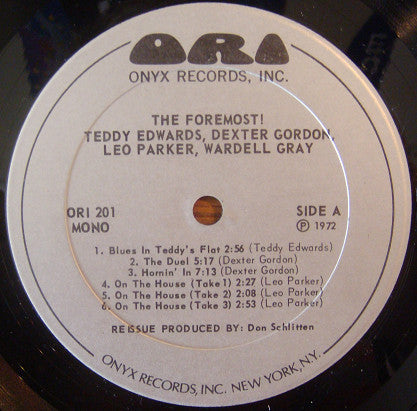 ORI
ONYX RECORDS, INC.
THE FOREMOST!
TEDDY EDWARDS, DEXTER GORDON,
LEO PARKER, WARDELL GRAY
ORI 201
MONO
SIDE A
℗ 1972
1. Blues In Teddy's Flat 2:56 (Teddy Edwards)
2. The Duel 5:17 (Dexter Gordon)
3. Hornin' In 7:13 (Dexter Gordon)
4. On The House (Take 1) 2:27 (Leo Parker)
5. On The House (Take 2) 2:08 (Leo Parker)
6. On The House (Take 3) 2:53 (Leo Parker)
REISSUE PRODUCED BY: Don Schlitten
ONYX RECORDS, INC. NEW YORK, N.Y.